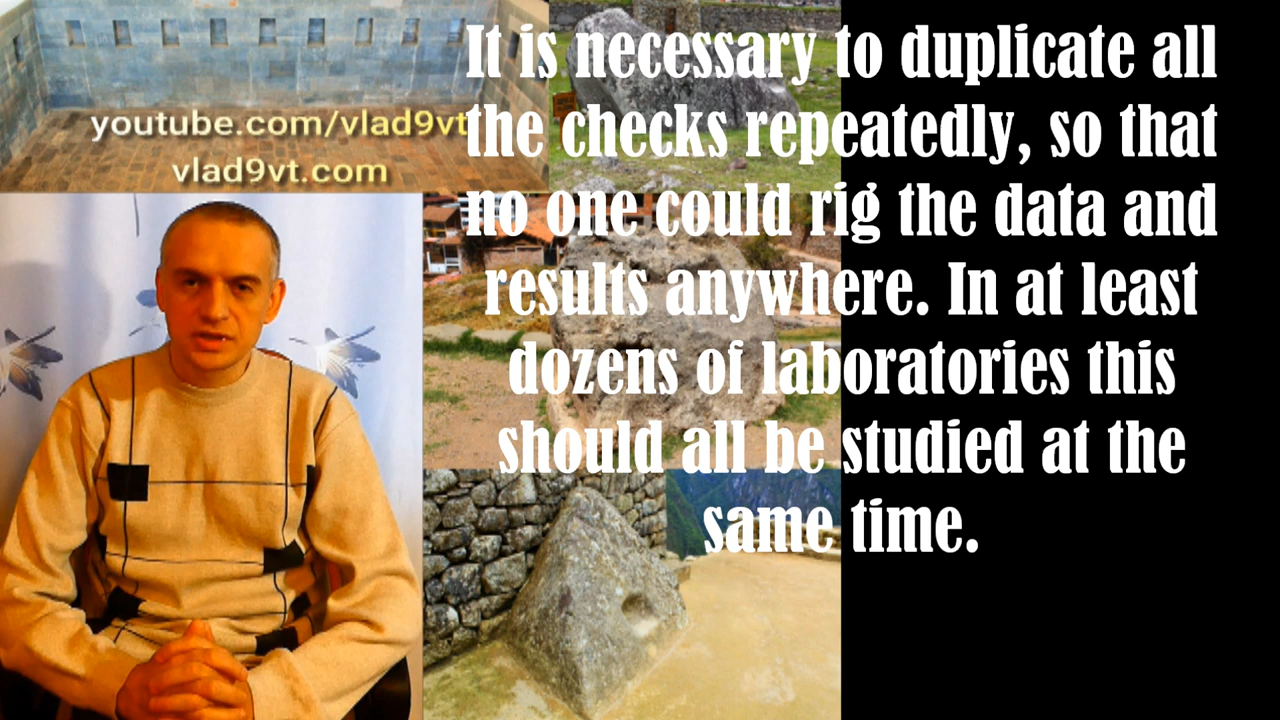 youtube.com/vlad9vt
vlad9vt.com
It is necessary to duplicate all
the checks repeatedly, so that
no one could rig the data and
results anywhere. In at least
dozens of laboratories this
should all be studied at the
same time.